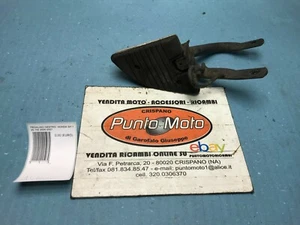 VENDITA MOTO - ACCESSORI - RICAMBI
CRISPANO
Punto Moto
di Garofalo Giuseppe
VENDITA RICAMBI ONLINE SU ebay
PUNTOMOTORICAMBI
Via F. Petrarca, 20 - 80020 CRISPANO (NA)
Tel/fax 081.834.85.47 - e-mail: puntomoto1@alice.it
cell. 320.0306370